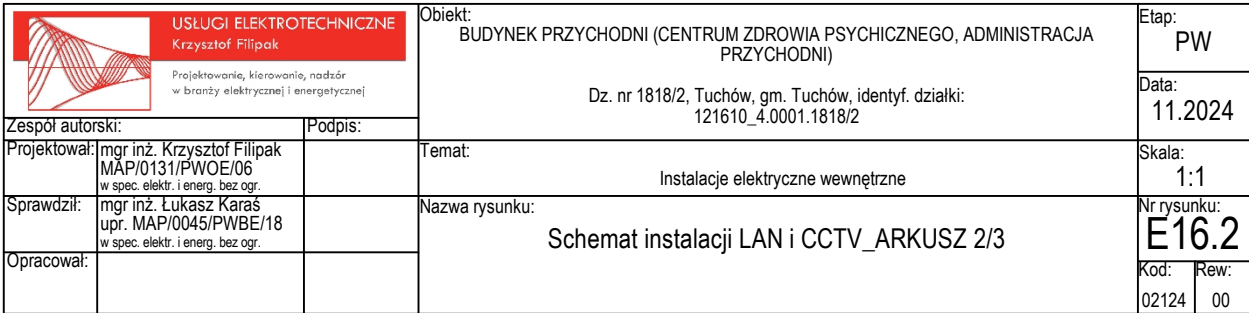 USŁUGI ELEKTROTECHNICZNE
Krzysztof Filipak
Projektowanie, kierowanie, nadzór
w branży elektrycznej i energetycznej
Zespół autorski:
Podpis:
Projektował:
mgr inż. Krzysztof Filipak
MAP/0131/PWOE/06
w spec. elektr. i energ. bez ogr.
Sprawdził:
mgr inż. Łukasz Karaś
upr. MAP/0045/PWBE/18
w spec. elektr. i energ. bez ogr.
Opracował:
Obiekt:
BUDYNEK PRZYCHODNI (CENTRUM ZDROWIA PSYCHICZNEGO, ADMINISTRACJA
PRZYCHODNI)
Dz. nr 1818/2, Tuchów, gm. Tuchów, identyf. działki:
121610_4.0001.1818/2
Temat:
Instalacje elektryczne wewnętrzne
Nazwa rysunku:
Schemat instalacji LAN i CCTV_ARKUSZ 2/3
Etap:
PW
Data:
11.2024
Skala:
1:1
Nr rysunku:
E16.2
Kod:
02124
Rew:
00